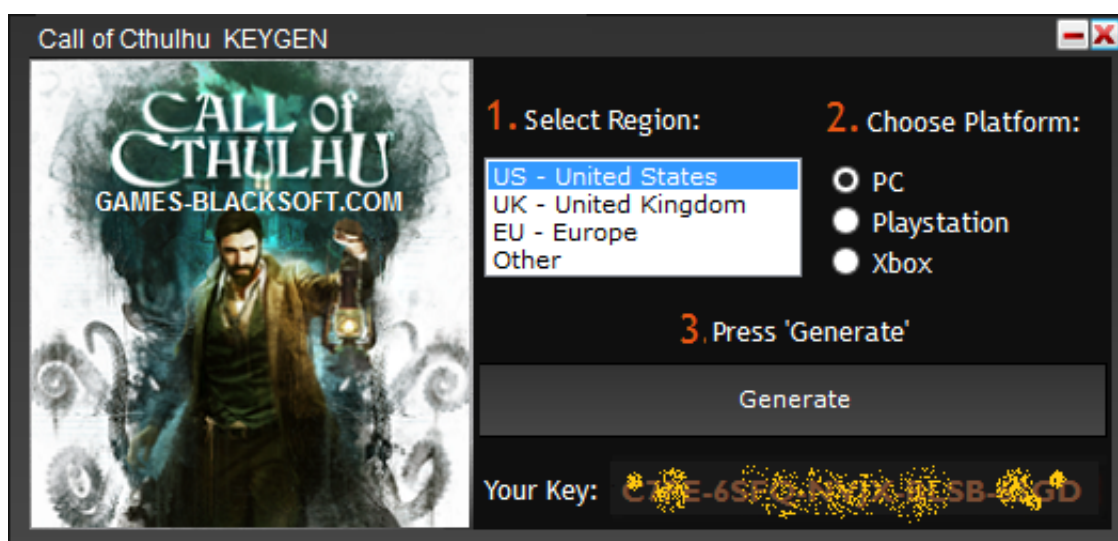 Call of Cthulhu KEYGEN
CALL of
CTHULHU
GAMES-BLACKSOFT.COM
1. Select Region:
US - United States
UK - United Kingdom
EU - Europe
Other
2. Choose Platform:
PC
Playstation
Xbox
3. Press 'Generate'
Generate
Your Key: